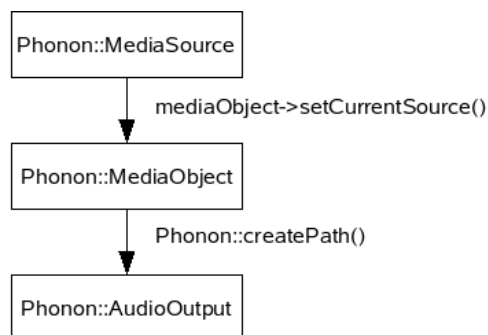 Phonon::MediaSource
mediaObject->setCurrentSource()
Phonon::MediaObject
Phonon::createPath()
Phonon::AudioOutput